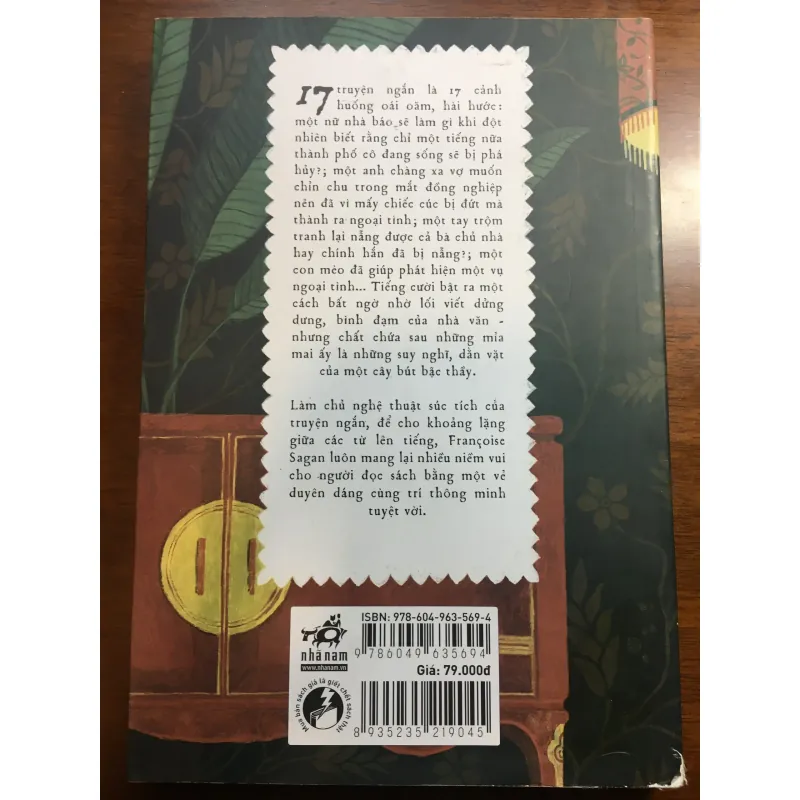 17 truyện ngắn là 17 cảnh
huống oái oăm, hài hước:
một nữ nhà báo sẽ làm gì khi đột
nhiên biết rằng chỉ một tiếng nữa
thành phố cô đang sống sẽ bị phá
hủy?; một anh chàng xa vợ muốn
chỉn chu trong mắt đồng nghiệp
nên đã vì mấy chiếc cúc bị đứt mà
thành ra ngoại tình; một tay trộm
tranh lại nẫng được cả bà chủ nhà
hay chính hắn đã bị nẫng?; một
con mèo đã giúp phát hiện một vụ
ngoại tình... Tiếng cười bật ra một
cách bất ngờ nhờ lối viết dửng
dưng, bình đạm của nhà văn -
nhưng chất chứa sau những mỉa
mai ấy là những suy nghĩ, dằn vặt
của một cây bút bậc thầy.
Làm chủ nghệ thuật súc tích của
truyện ngắn, để cho khoảng lặng
giữa các từ lên tiếng, Françoise
Sagan luôn mang lại nhiều niềm vui
cho người đọc sách bằng một vẻ
duyên dáng cùng trí thông minh
tuyệt vời.
ISBN: 978-604-963-569-4
9 786049 635694
nhã nam
www.nhanam.vn
Giá: 79.000đ
Mua bán sách giả là giết chết sách thật
8 935235 219045